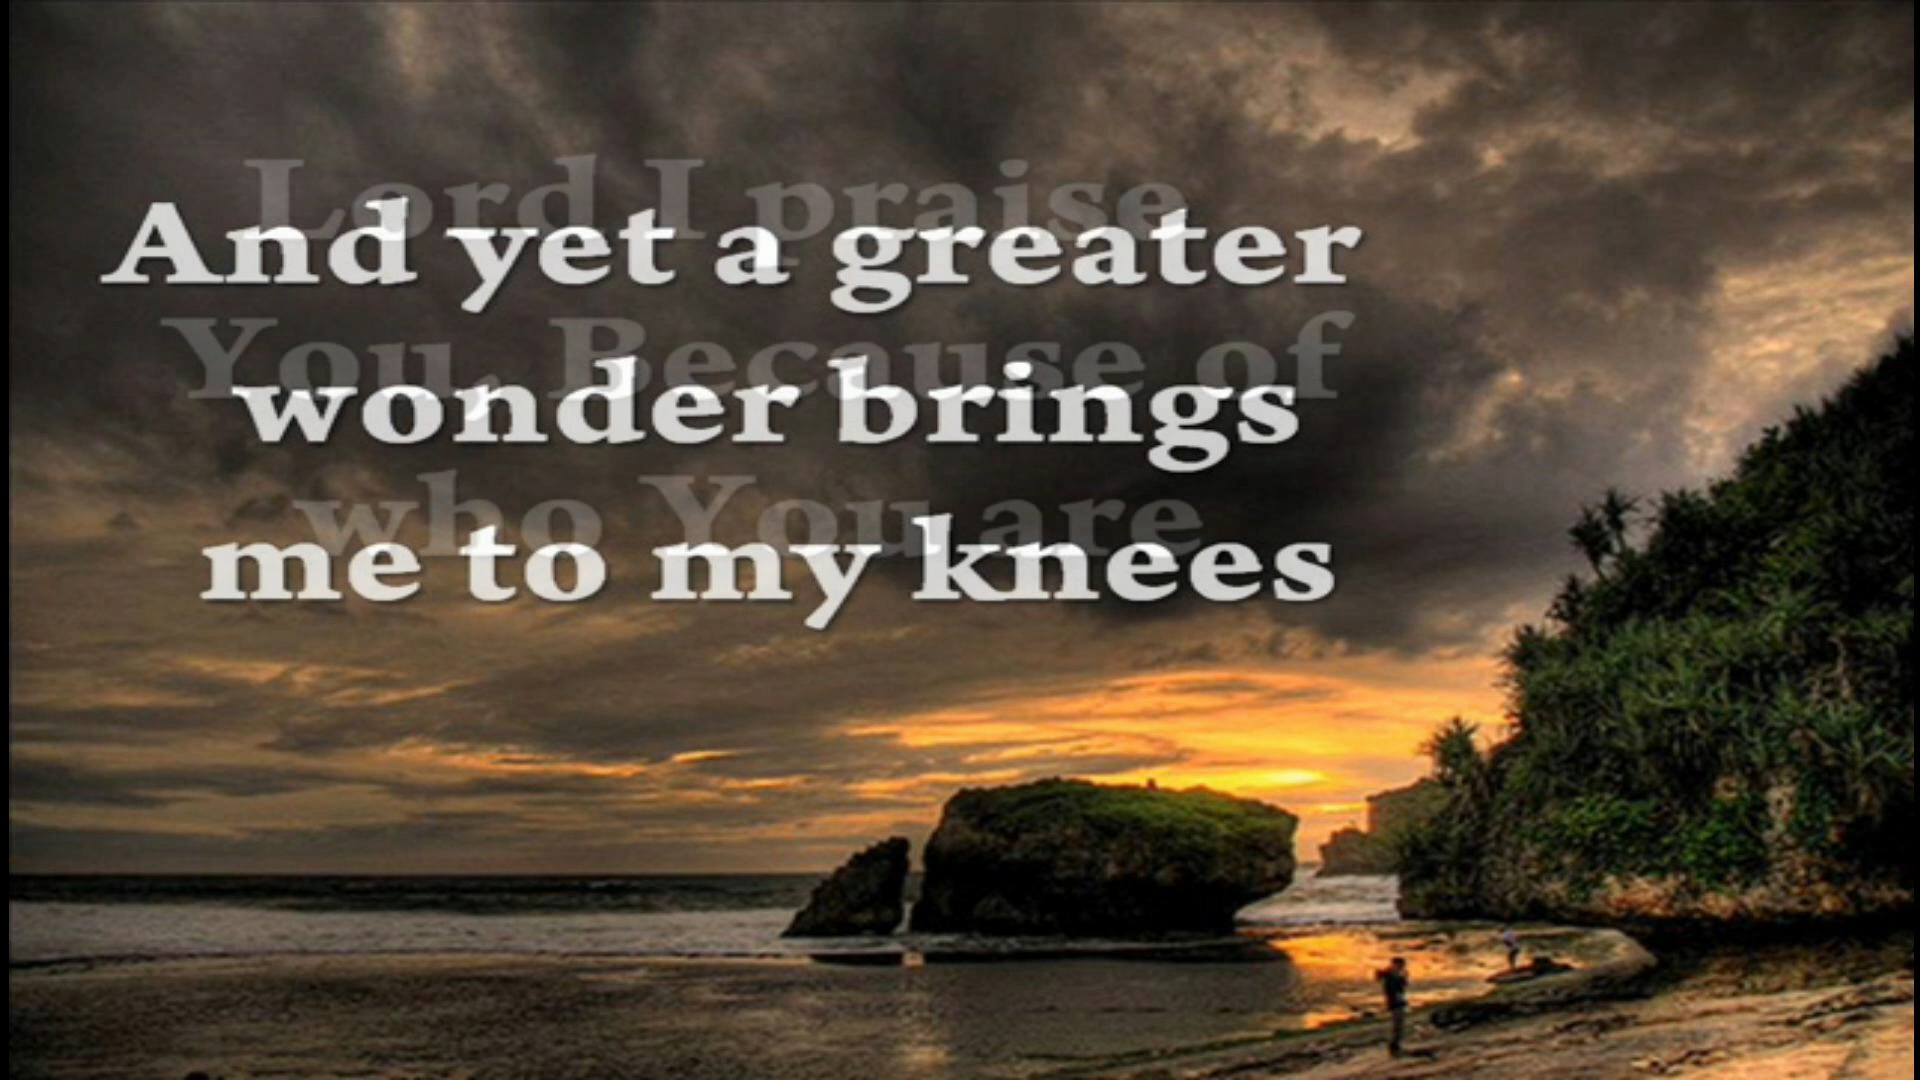 Lord I praise
And yet a greater
You, Because of
wonder brings
who You are
me to my knees